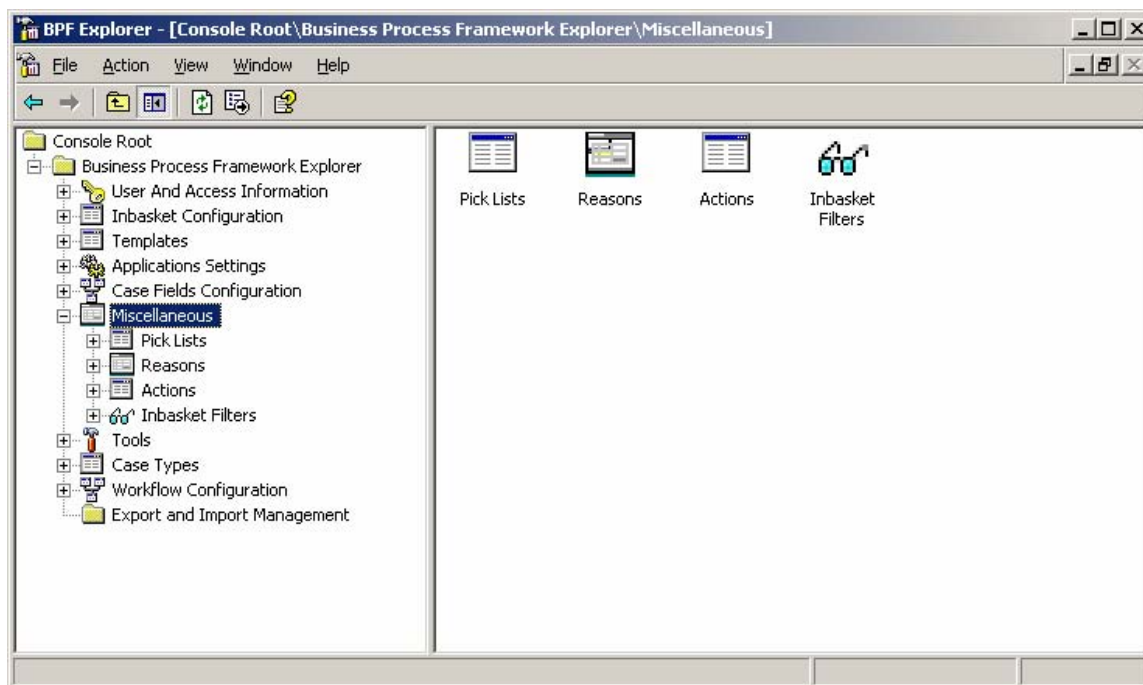 BPF Explorer - [Console Root\Business Process Framework Explorer\Miscellaneous]
File Action View Window Help
Console Root
Business Process Framework Explorer
User And Access Information
Inbasket Configuration
Templates
Applications Settings
Case Fields Configuration
Miscellaneous
Pick Lists
Reasons
Actions
Inbasket Filters
Tools
Case Types
Workflow Configuration
Export and Import Management
Pick Lists
Reasons
Actions
Inbasket
Filters